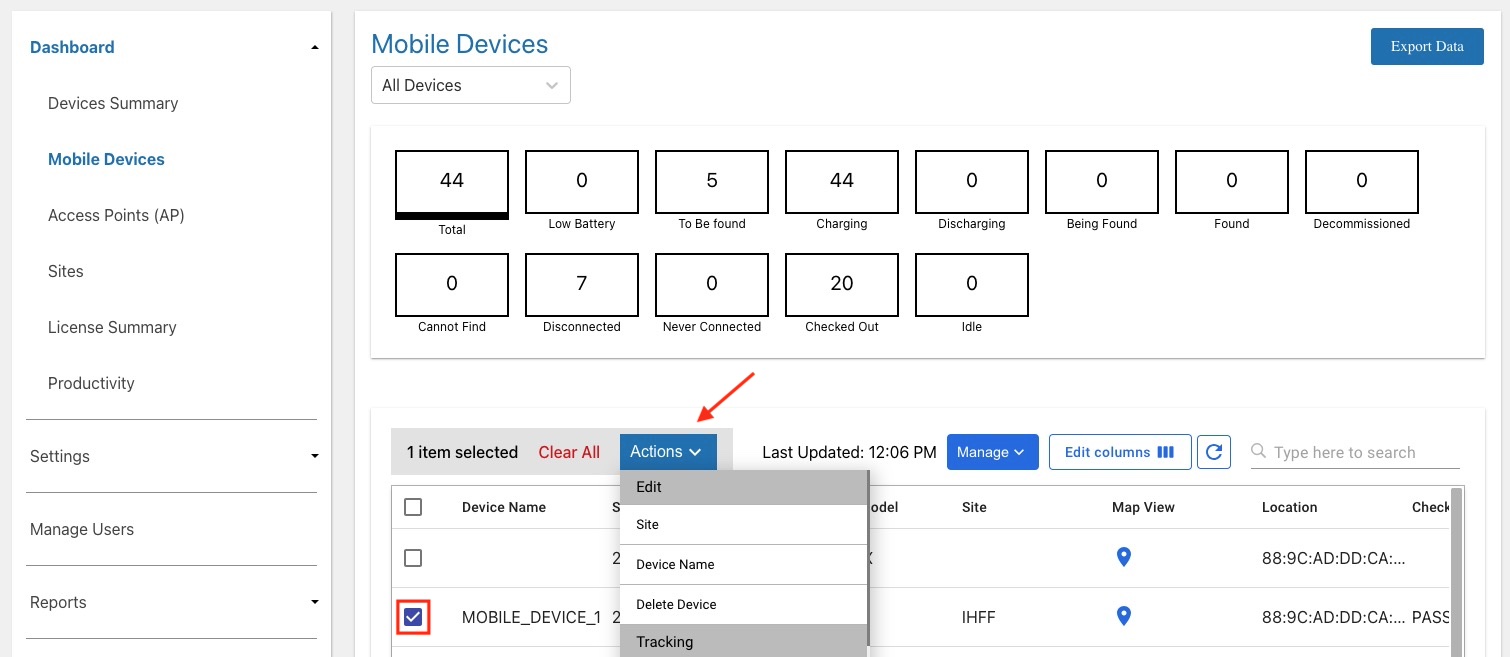 Dashboard
Devices Summary
Mobile Devices
Access Points (AP)
Sites
License Summary
Productivity
Settings
Manage Users
Reports
Mobile Devices
Export Data
All Devices
44 0 5 44 0 0 0 0
Total Low Battery To Be found Charging Discharging Being Found Found Decommissioned
0 7 0 20 0
Cannot Find Disconnected Never Connected Checked Out Idle
1 item selected Clear All Actions Last Updated: 12:06 PM Manage Edit columns Type here to search
Edit
Site
Device Name
Delete Device
Tracking
Device Name S odel Site Map View Location Check
2 X 88:9C:AD:DD:CA:...
MOBILE_DEVICE_1 2 IHFF 88:9C:AD:DD:CA:... PASS